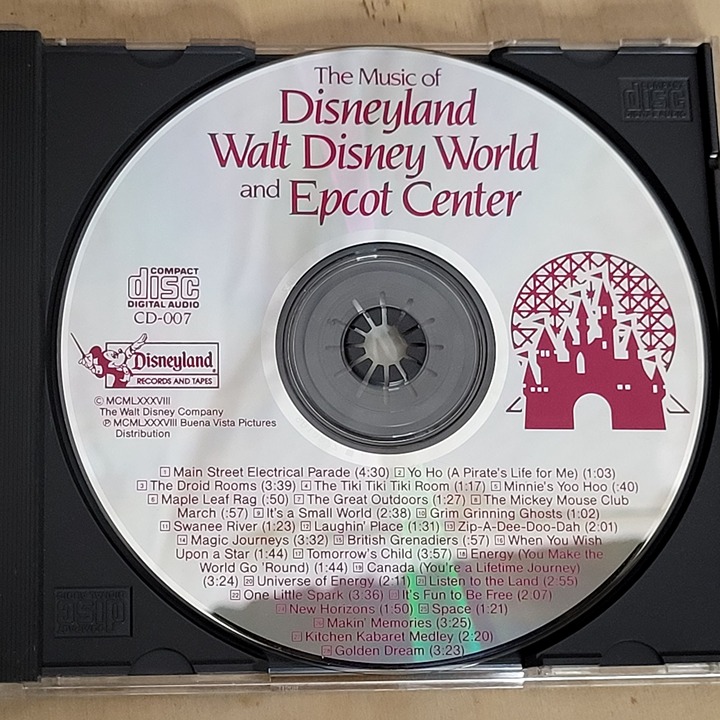 The Music of
Disneyland
Walt Disney World
and Epcot Center
COMPACT
disc
DIGITAL AUDIO
CD-007
Disneyland®
RECORDS AND TAPES
© MCMLXXXVIII
The Walt Disney Company
℗ MCMLXXXVIII Buena Vista Pictures
Distribution
1 Main Street Electrical Parade (4:30) 2 Yo Ho (A Pirate's Life for Me) (1:03)
3 The Droid Rooms (3:39) 4 The Tiki Tiki Tiki Room (1:17) 5 Minnie's Yoo Hoo (:40)
6 Maple Leaf Rag (:50) 7 The Great Outdoors (1:27) 8 The Mickey Mouse Club
March (:57) 9 It's a Small World (2:38) 10 Grim Grinning Ghosts (1:02)
11 Swanee River (1:23) 12 Laughin' Place (1:31) 13 Zip-A-Dee-Doo-Dah (2:01)
14 Magic Journeys (3:32) 15 British Grenadiers (:57) 16 When You Wish
Upon a Star (1:44) 17 Tomorrow's Child (3:57) 18 Energy (You Make the
World Go 'Round) (1:44) 19 Canada (You're a Lifetime Journey)
(3:24) 20 Universe of Energy (2:11) 21 Listen to the Land (2:55)
22 One Little Spark (3:36) 23 It's Fun to Be Free (2:07)
24 New Horizons (1:50) 25 Space (1:21)
26 Makin' Memories (3:25)
27 Kitchen Kabaret Medley (2:20)
28 Golden Dream (3:23)
disc
disc